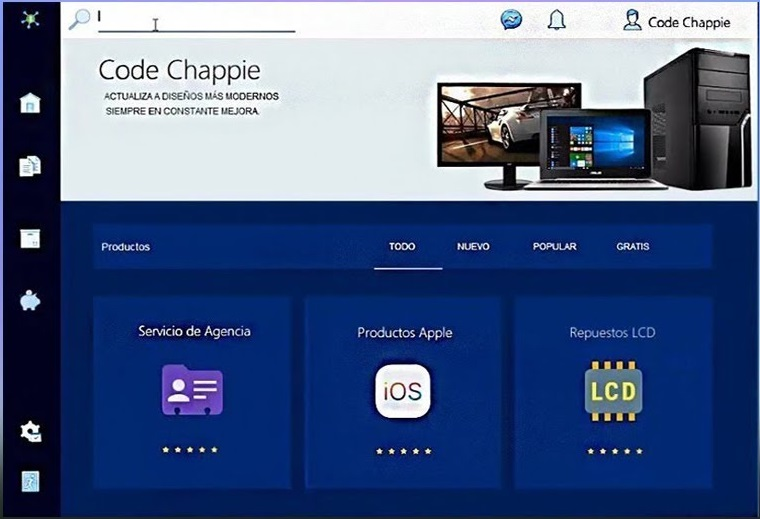 Code Chappie
Code Chappie
ACTUALIZA A DISEÑOS MÁS MODERNOS
SIEMPRE EN CONSTANTE MEJORA.
ASUS
Productos
TODO
NUEVO
POPULAR
GRATIS
Servicio de Agencia
Productos Apple
Repuestos LCD
iOS
LCD